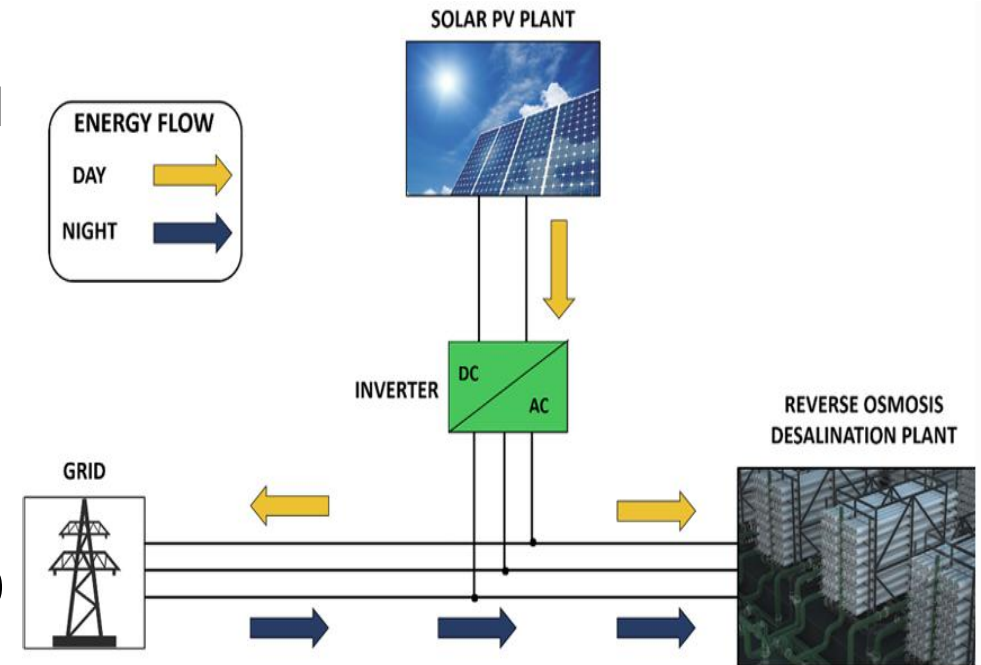 SOLAR PV PLANT
ENERGY FLOW
DAY
NIGHT
DC
INVERTER
AC
REVERSE OSMOSIS
DESALINATION PLANT
GRID